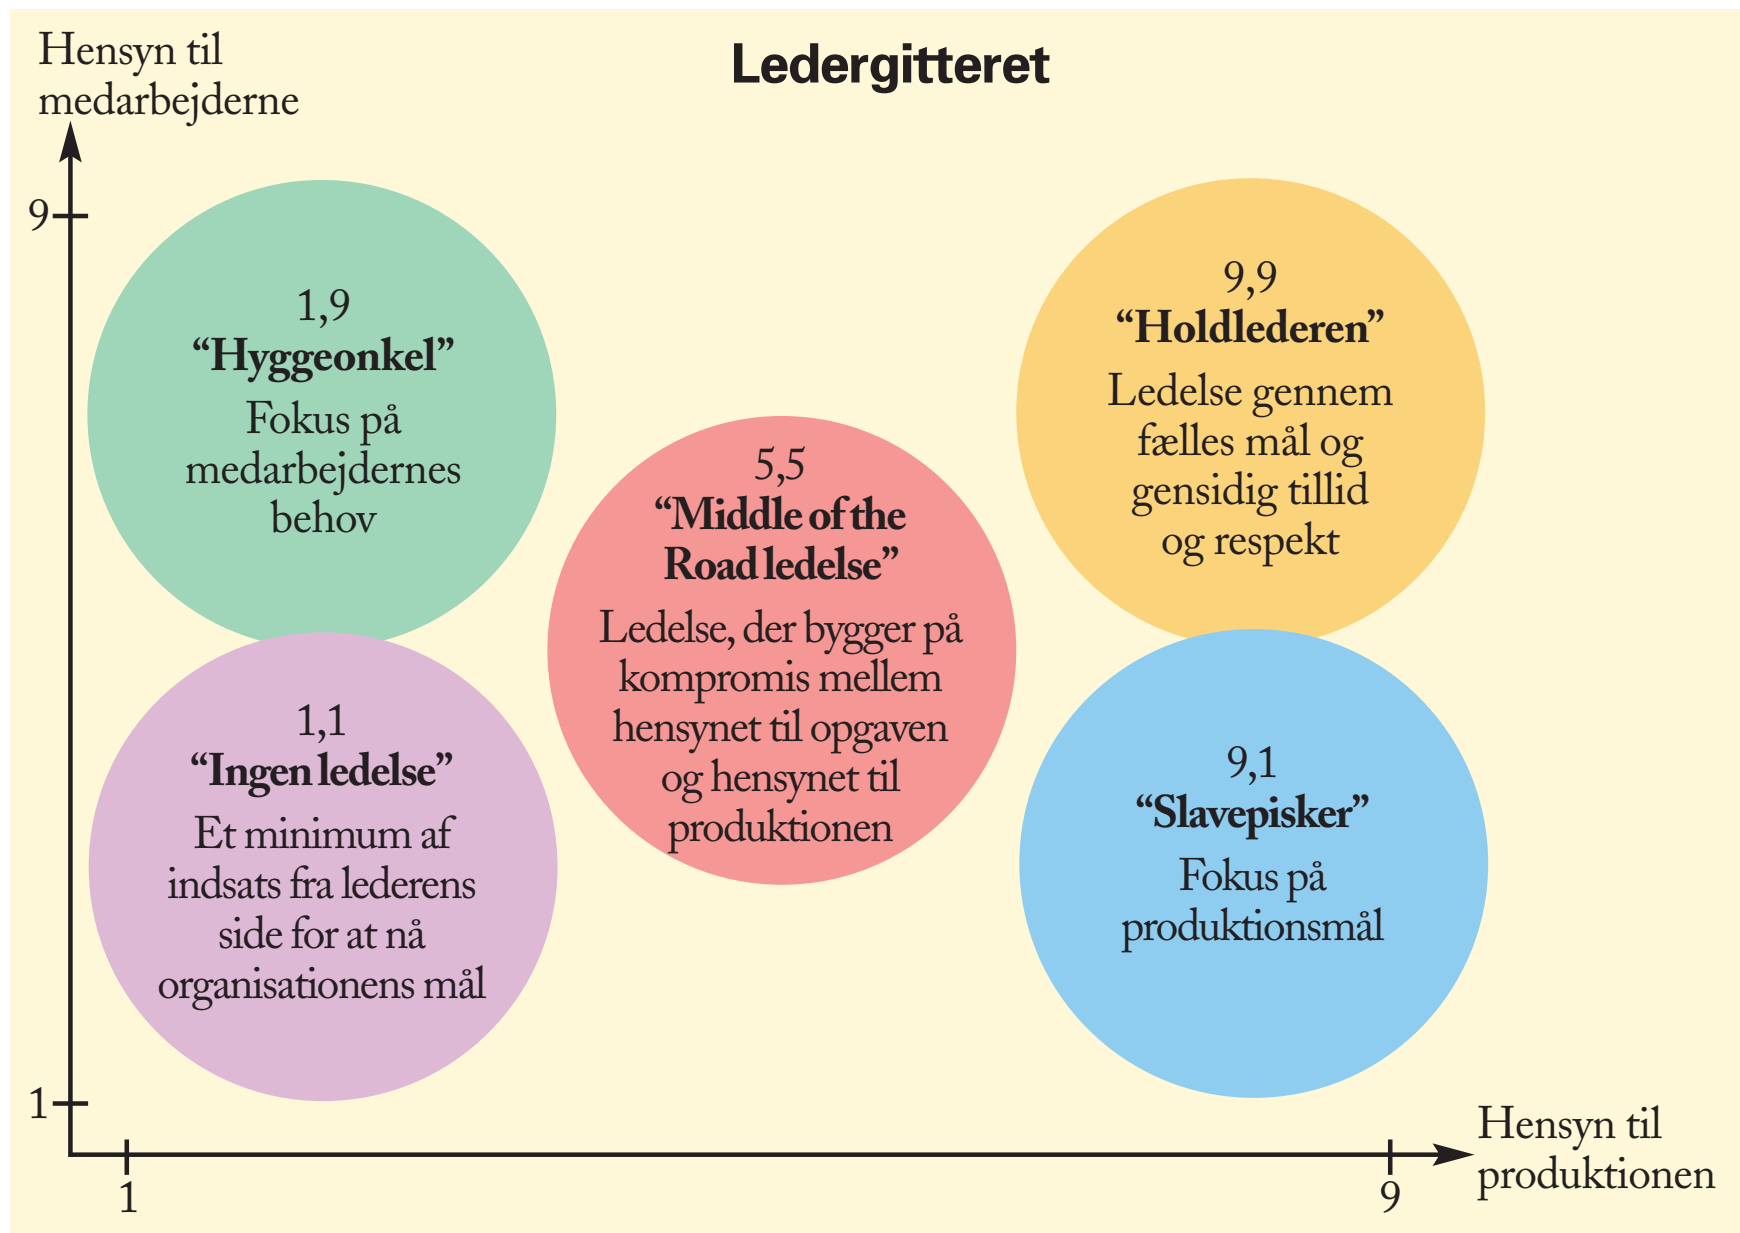 Ledergitteret
Hensyn til
medarbejderne
9
1,9
“Hyggeonkel”
Fokus på
medarbejdernes
behov
9,9
“Holdlederen”
Ledelse gennem
fælles mål og
gensidig tillid
og respekt
5,5
“Middle of the
Road ledelse”
Ledelse, der bygger på
kompromis mellem
hensynet til opgaven
og hensynet til
produktionen
1,1
“Ingen ledelse”
Et minimum af
indsats fra lederens
side for at nå
organisationens mål
9,1
“Slavepisker”
Fokus på
produktionsmål
1
1
9
Hensyn til
produktionen